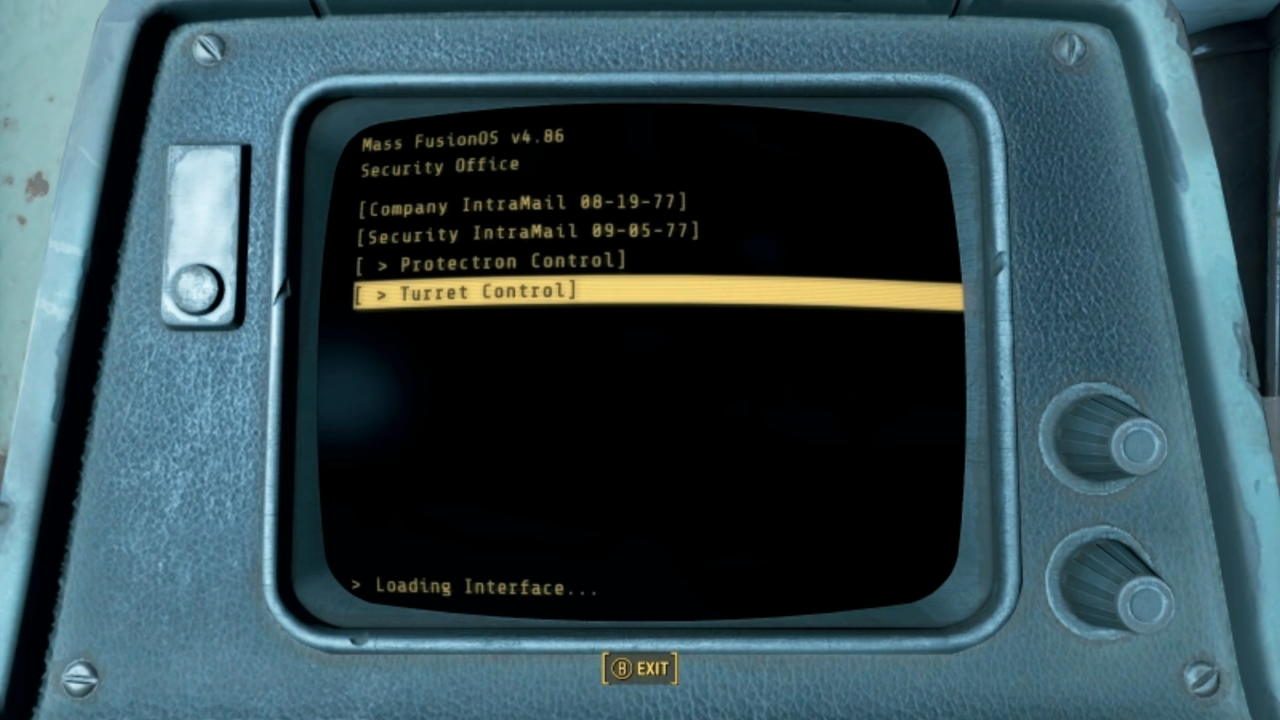 Mass FusionOS v4.86
Security Office
[Company IntraMail 08-19-77]
[Security IntraMail 09-05-77]
[ > Protectron Control]
[ > Turret Control]
> Loading Interface...
[Ⓑ EXIT]